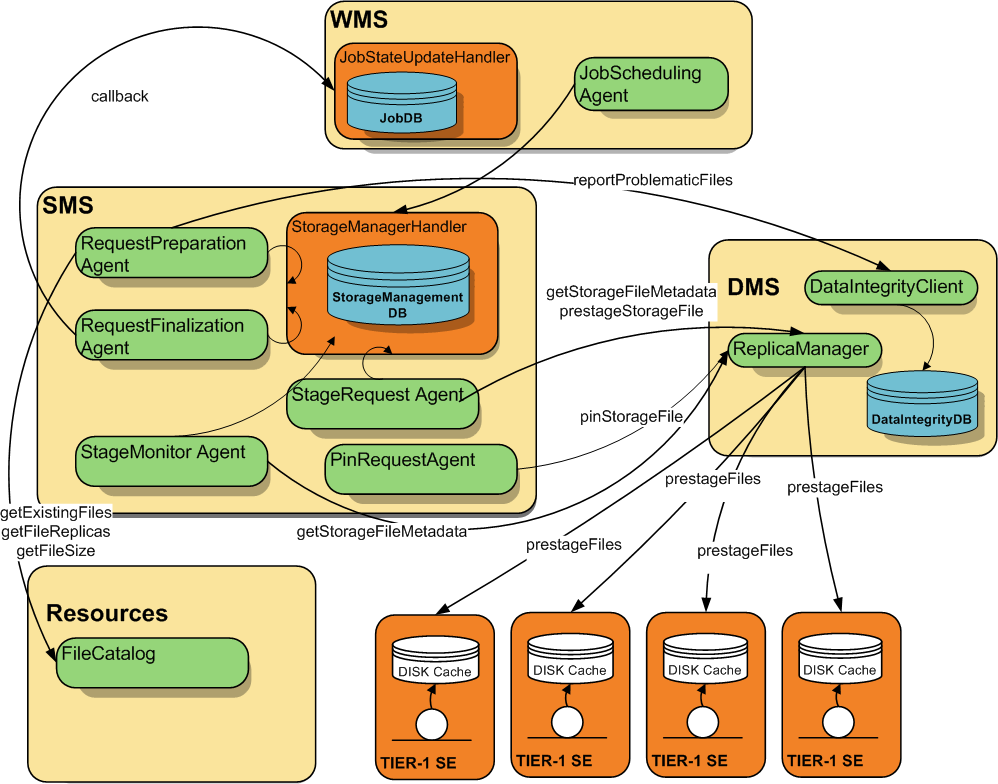 WMS
JobStateUpdateHandler
JobDB
JobScheduling
Agent
callback
reportProblematicFiles
SMS
StorageManagerHandler
StorageManagement
DB
RequestPreparation
Agent
RequestFinalization
Agent
StageRequest Agent
StageMonitor Agent
PinRequestAgent
getStorageFileMetadata
prestageStorageFile
pinStorageFile
getStorageFileMetadata
DMS
DataIntegrityClient
ReplicaManager
DataIntegrityDB
getExistingFiles
getFileReplicas
getFileSize
prestageFiles
prestageFiles
prestageFiles
prestageFiles
Resources
FileCatalog
DISK Cache
TIER-1 SE
DISK Cache
TIER-1 SE
DISK Cache
TIER-1 SE
DISK Cache
TIER-1 SE